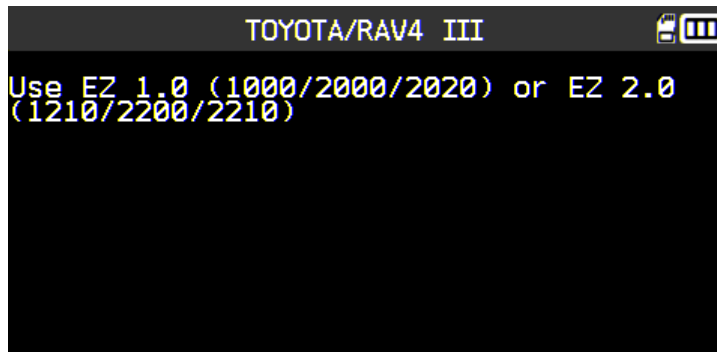 TOYOTA/RAV4 III
Use EZ 1.0 (1000/2000/2020) or EZ 2.0
(1210/2200/2210)